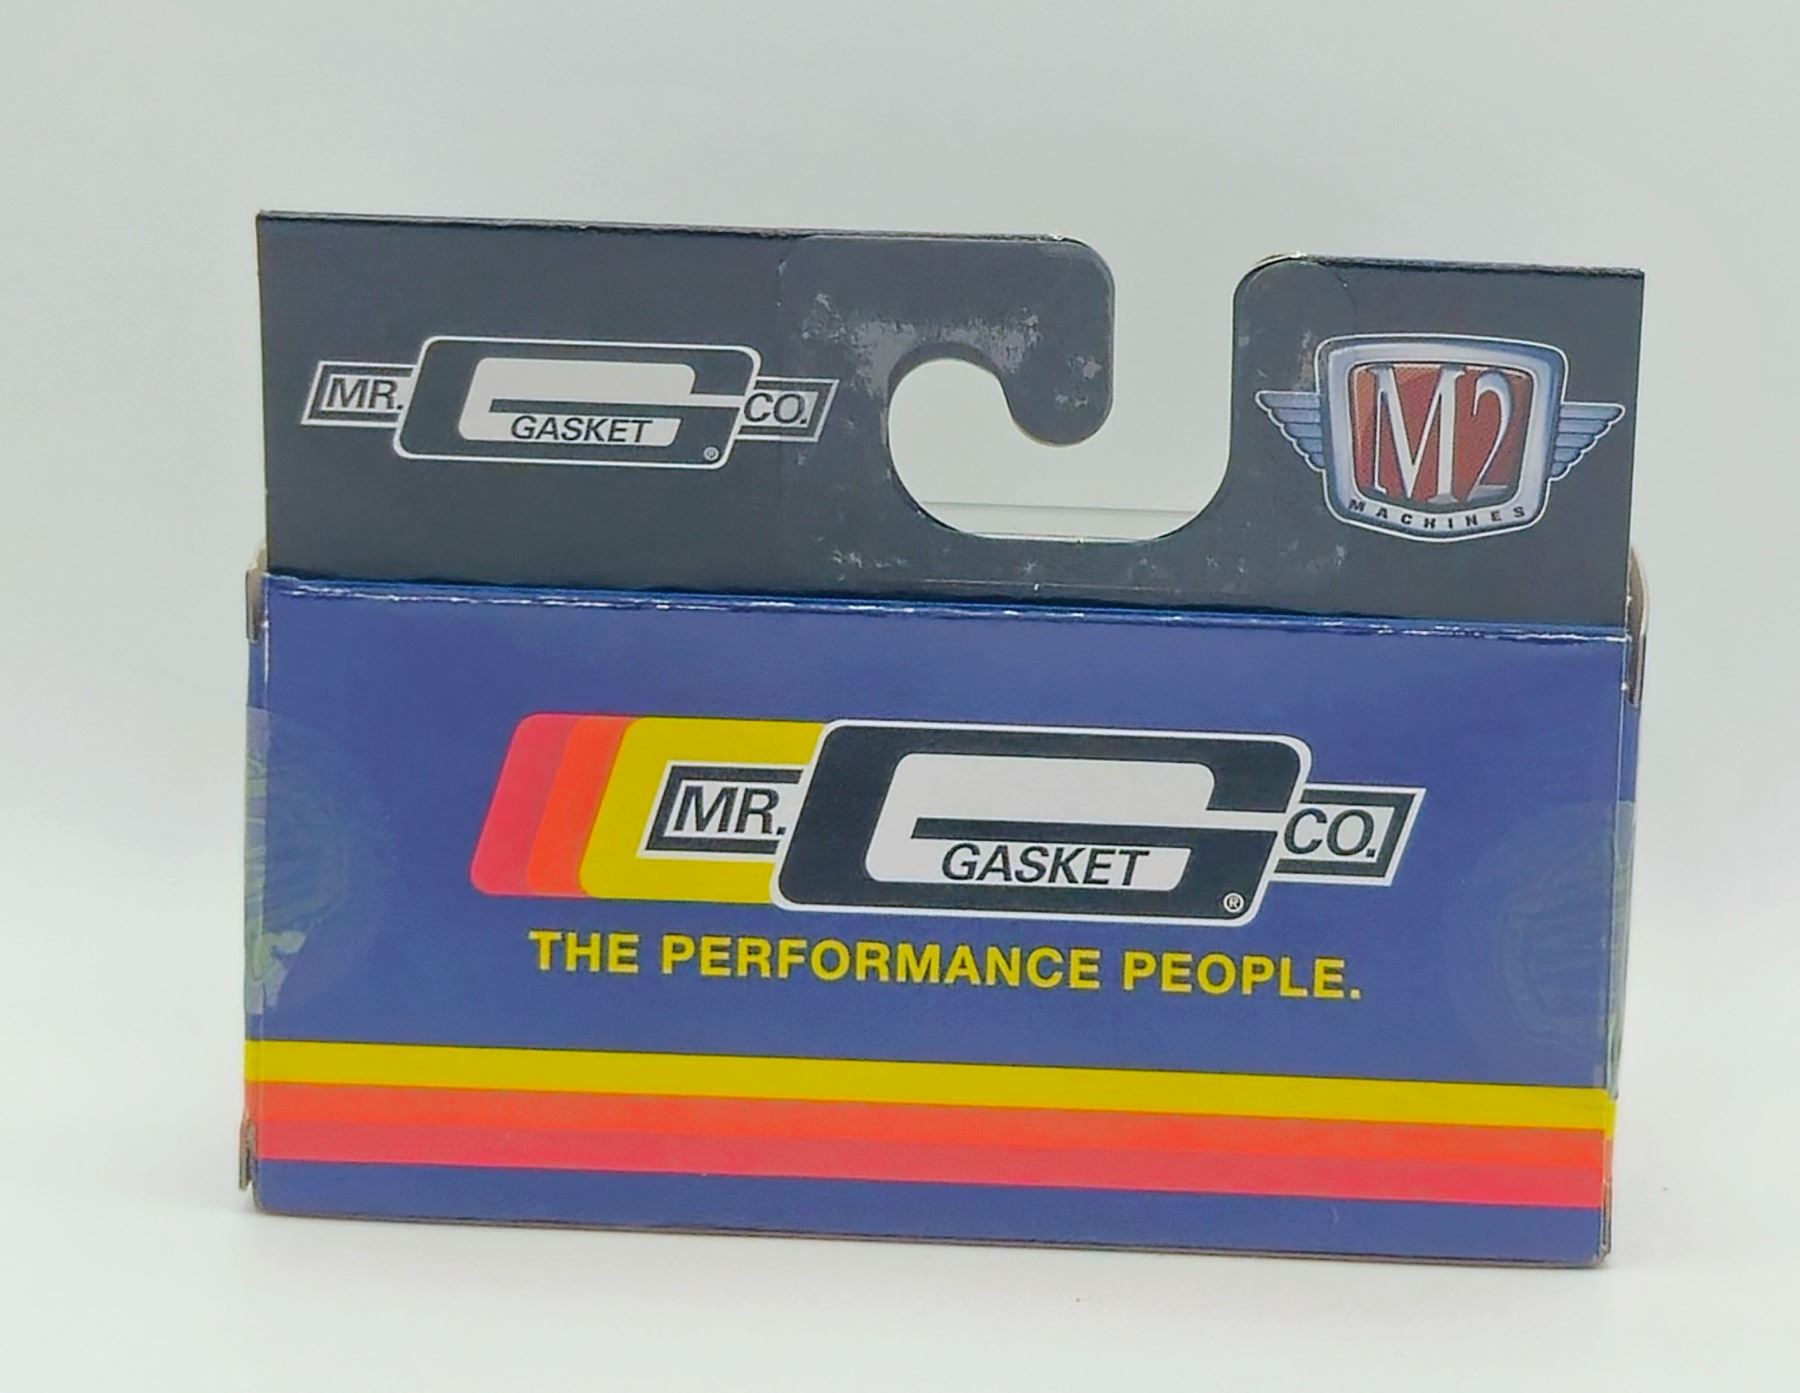 MR. GASKET CO.
®
M2
MACHINES
MR. GASKET CO.
®
THE PERFORMANCE PEOPLE.